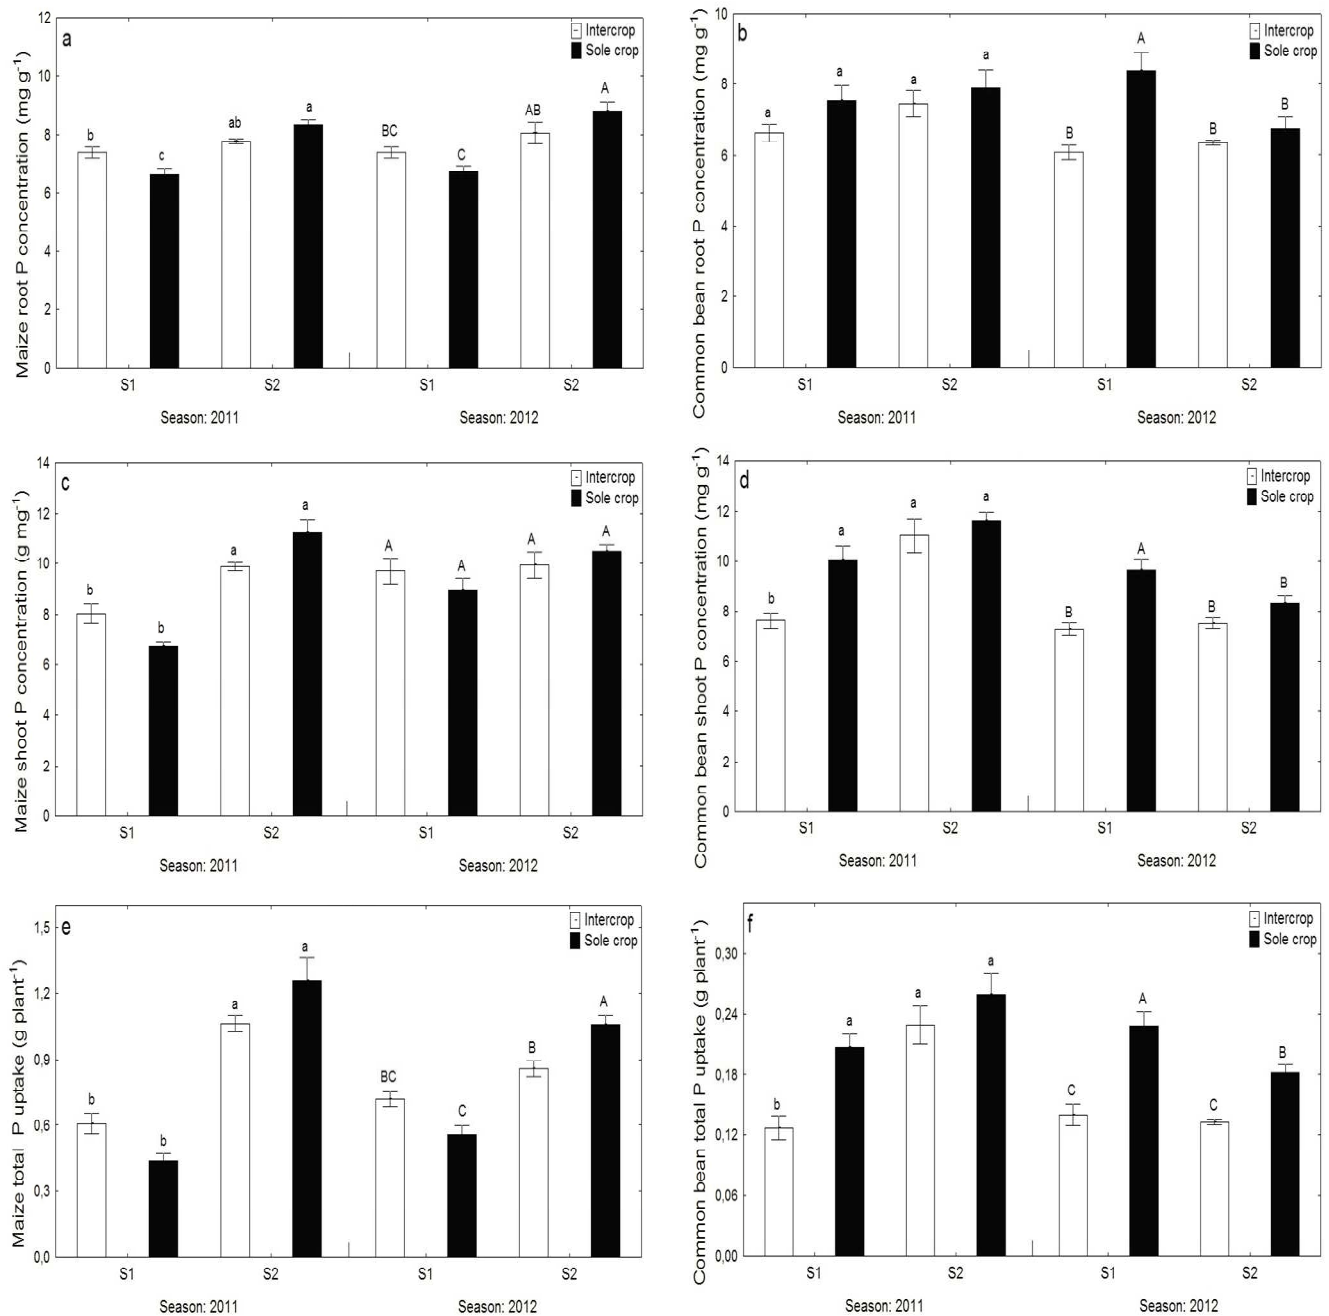 a
Intercrop
Sole crop
Maize root P concentration (mg g⁻¹)
12
10
8
6
4
2
0
b
c
ab
a
BC
C
AB
A
S1
S2
S1
S2
Season: 2011
Season: 2012
b
Intercrop
Sole crop
Common bean root P concentration (mg g⁻¹)
10
8
6
4
2
0
a
a
a
a
B
A
B
B
S1
S2
S1
S2
Season: 2011
Season: 2012
c
Intercrop
Sole crop
Maize shoot P concentration (g mg⁻¹)
14
12
10
8
6
4
2
0
b
b
a
a
A
A
A
A
S1
S2
S1
S2
Season: 2011
Season: 2012
d
Intercrop
Sole crop
Common bean shoot P concentration (mg g⁻¹)
14
12
10
8
6
4
2
0
b
a
a
a
B
A
B
B
S1
S2
S1
S2
Season: 2011
Season: 2012
e
Intercrop
Sole crop
Maize total P uptake (g plant⁻¹)
1,5
1,2
0,9
0,6
0,3
0,0
b
b
a
a
BC
C
B
A
S1
S2
S1
S2
Season: 2011
Season: 2012
f
Intercrop
Sole crop
Common bean total P uptake (g plant⁻¹)
0,30
0,24
0,18
0,12
0,06
0,00
b
a
a
a
C
A
C
B
S1
S2
S1
S2
Season: 2011
Season: 2012